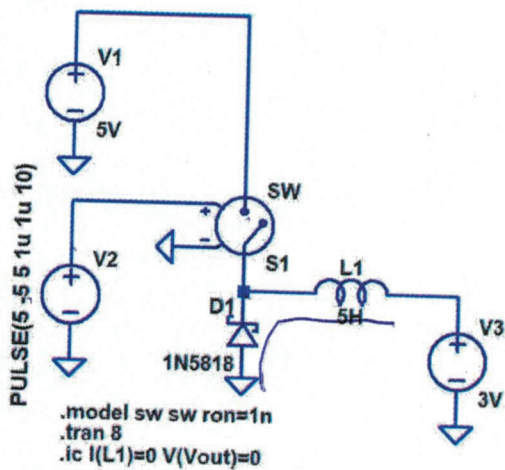 V1
5V
SW
S1
V2
PULSE(5 -5 5 1u 1u 10)
D1
1N5818
L1
5H
V3
3V
.model sw sw ron=1n
.tran 8
.ic I(L1)=0 V(Vout)=0